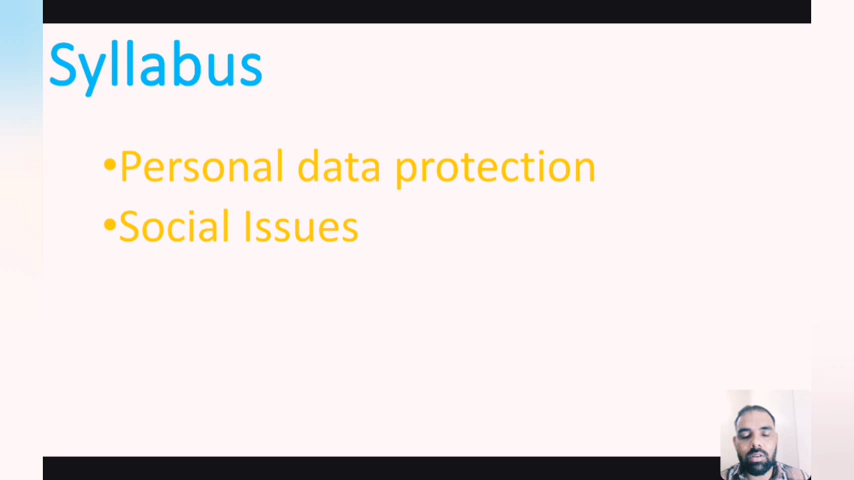 Syllabus
•Personal data protection
•Social Issues